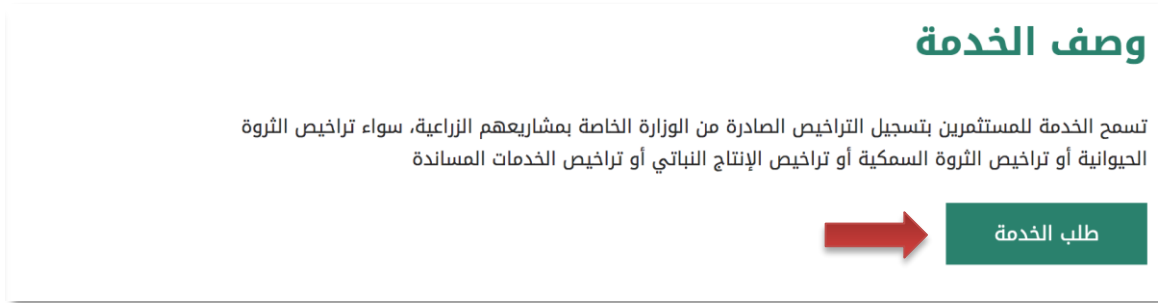 وصف الخدمة
تسمح الخدمة للمستثمرين بتسجيل التراخيص الصادرة من الوزارة الخاصة بمشاريعهم الزراعية، سواء تراخيص الثروة
الحيوانية أو تراخيص الثروة السمكية أو تراخيص الإنتاج النباتي أو تراخيص الخدمات المساندة
طلب الخدمة